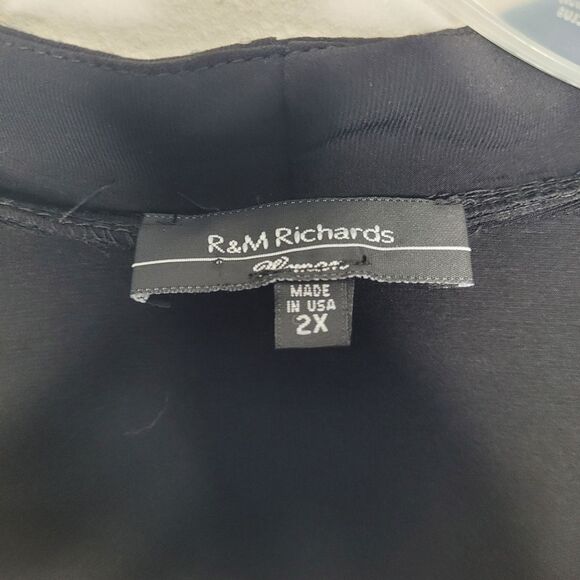 R&M Richards
Woman
MADE
IN USA
2X